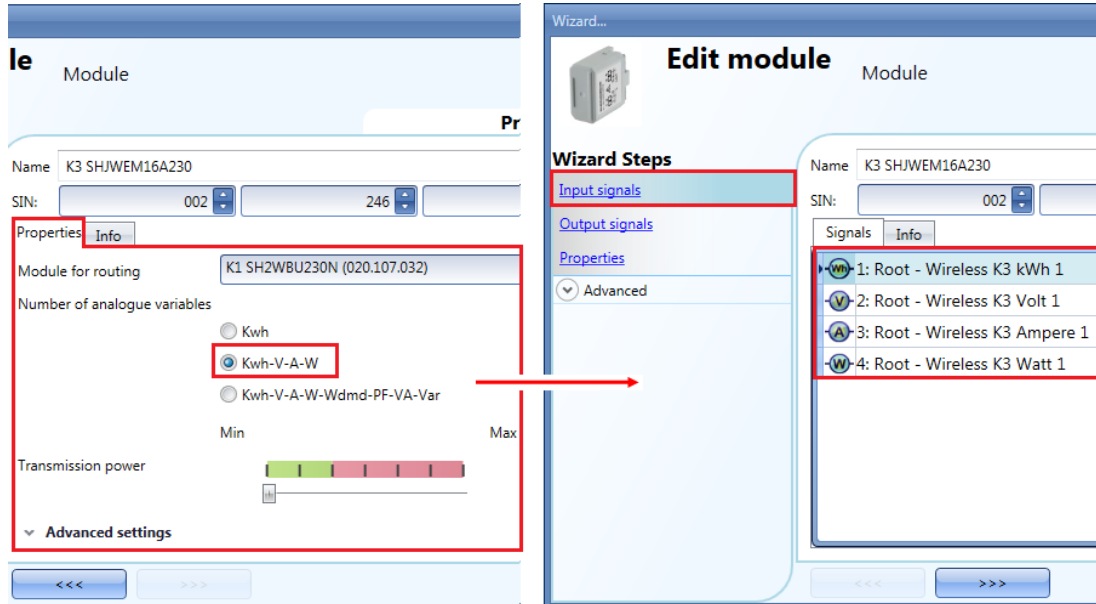 le
Module
Pr
Name K3 SHJWEM16A230
SIN: 002 246
Properties Info
Module for routing K1 SH2WBU230N (020.107.032)
Number of analogue variables
Kwh
Kwh-V-A-W
Kwh-V-A-W-Wdmd-PF-VA-Var
Min Max
Transmission power
Advanced settings
<<< >>>
Wizard...
Edit module
Module
Wizard Steps
Input signals
Output signals
Properties
Advanced
Name K3 SHJWEM16A230
SIN: 002
Signals Info
Wh 1: Root - Wireless K3 kWh 1
V 2: Root - Wireless K3 Volt 1
A 3: Root - Wireless K3 Ampere 1
W 4: Root - Wireless K3 Watt 1
<<< >>>